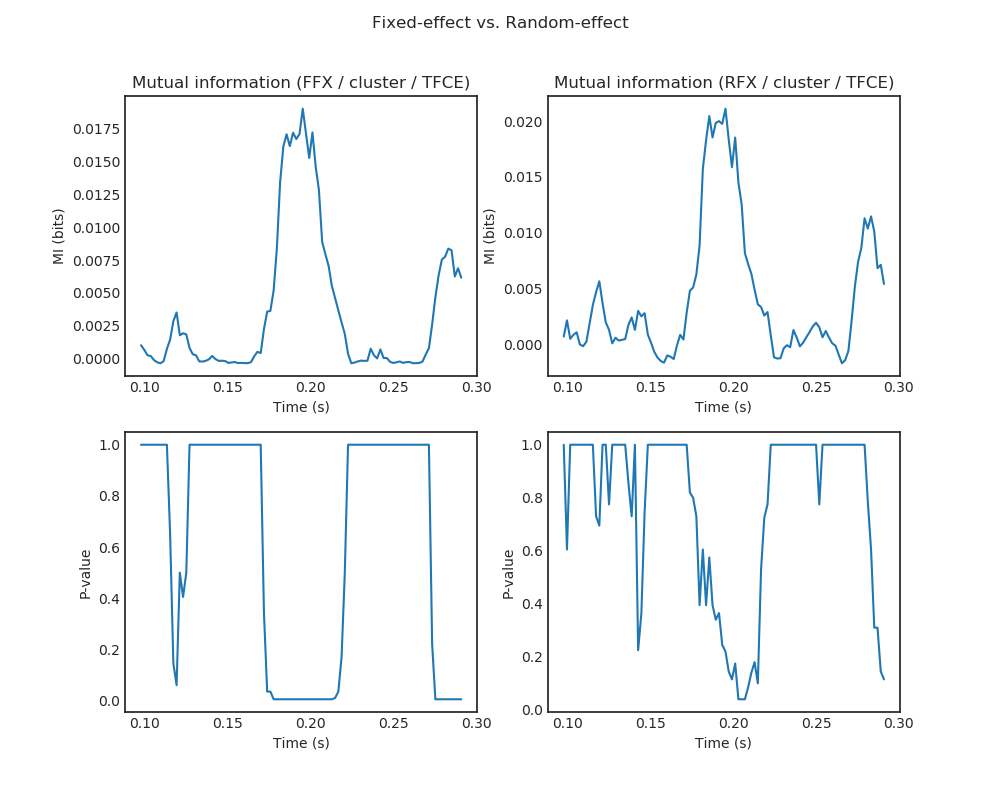 Fixed-effect vs. Random-effect
Mutual information (FFX / cluster / TFCE)
MI (bits)
0.0175
0.0150
0.0125
0.0100
0.0075
0.0050
0.0025
0.0000
0.10 0.15 0.20 0.25 0.30
Time (s)
Mutual information (RFX / cluster / TFCE)
MI (bits)
0.020
0.015
0.010
0.005
0.000
0.10 0.15 0.20 0.25 0.30
Time (s)
P-value
1.0
0.8
0.6
0.4
0.2
0.0
0.10 0.15 0.20 0.25 0.30
Time (s)
P-value
1.0
0.8
0.6
0.4
0.2
0.0
0.10 0.15 0.20 0.25 0.30
Time (s)